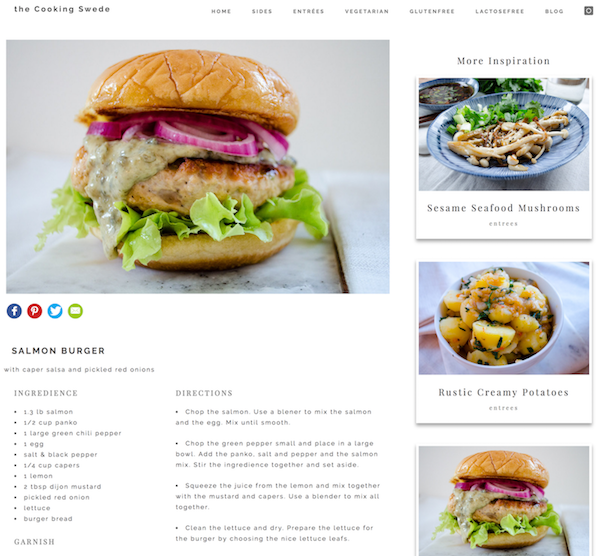 the Cooking Swede
HOME SIDES ENTRÉES VEGETARIAN GLUTENFREE LACTOSEFREE BLOG
SALMON BURGER
with caper salsa and pickled red onions
INGREDIENCE
1.3 lb salmon
1/2 cup panko
1 large green chili pepper
1 egg
salt & black pepper
1/4 cup capers
1 lemon
2 tbsp dijon mustard
pickled red onion
lettuce
burger bread
GARNISH
DIRECTIONS
Chop the salmon. Use a blener to mix the salmon
and the egg. Mix until smooth.
Chop the green pepper small and place in a large
bowl. Add the panko, salt and pepper and the salmon
mix. Stir the ingredience together and set aside.
Squeeze the juice from the lemon and mix together
with the mustard and capers. Use a blender to mix all
together.
Clean the lettuce and dry. Prepare the lettuce for
the burger by choosing the nice lettuce leafs.
More Inspiration
Sesame Seafood Mushrooms
entrees
Rustic Creamy Potatoes
entrees